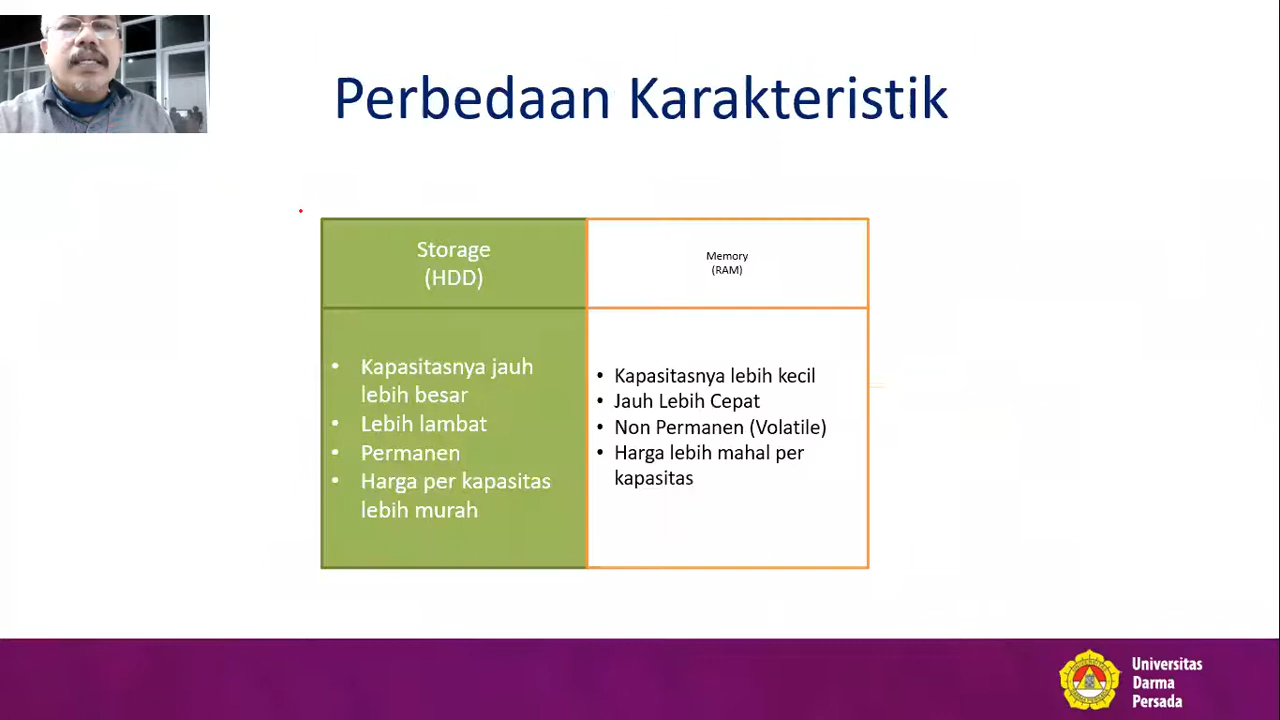 Perbedaan Karakteristik
Storage
(HDD)
Memory
(RAM)
• Kapasitasnya jauh
lebih besar
• Lebih lambat
• Permanen
• Harga per kapasitas
lebih murah
• Kapasitasnya lebih kecil
• Jauh Lebih Cepat
• Non Permanen (Volatile)
• Harga lebih mahal per
kapasitas
Universitas
Darma
Persada